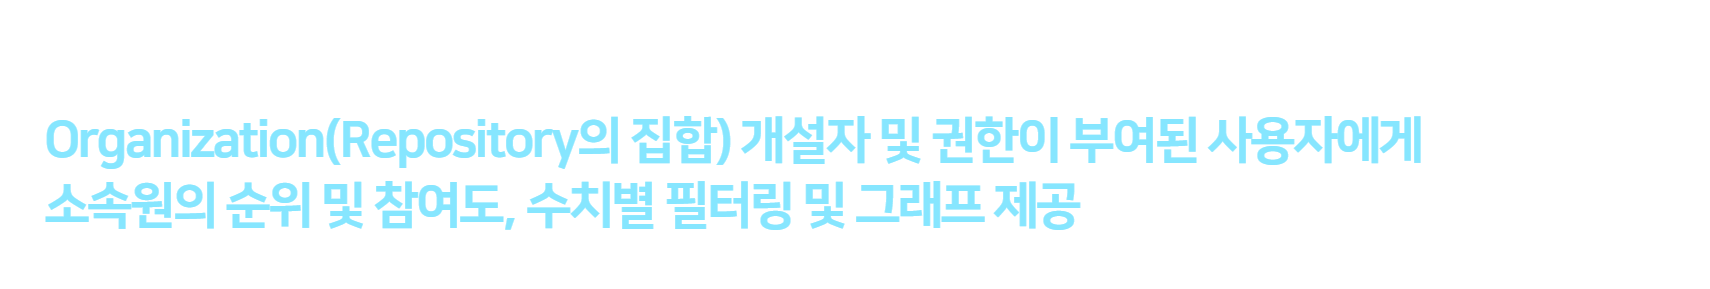 Organization(Repository의 집합) 개설자 및 권한이 부여된 사용자에게
소속원의 순위 및 참여도, 수치별 필터링 및 그래프 제공